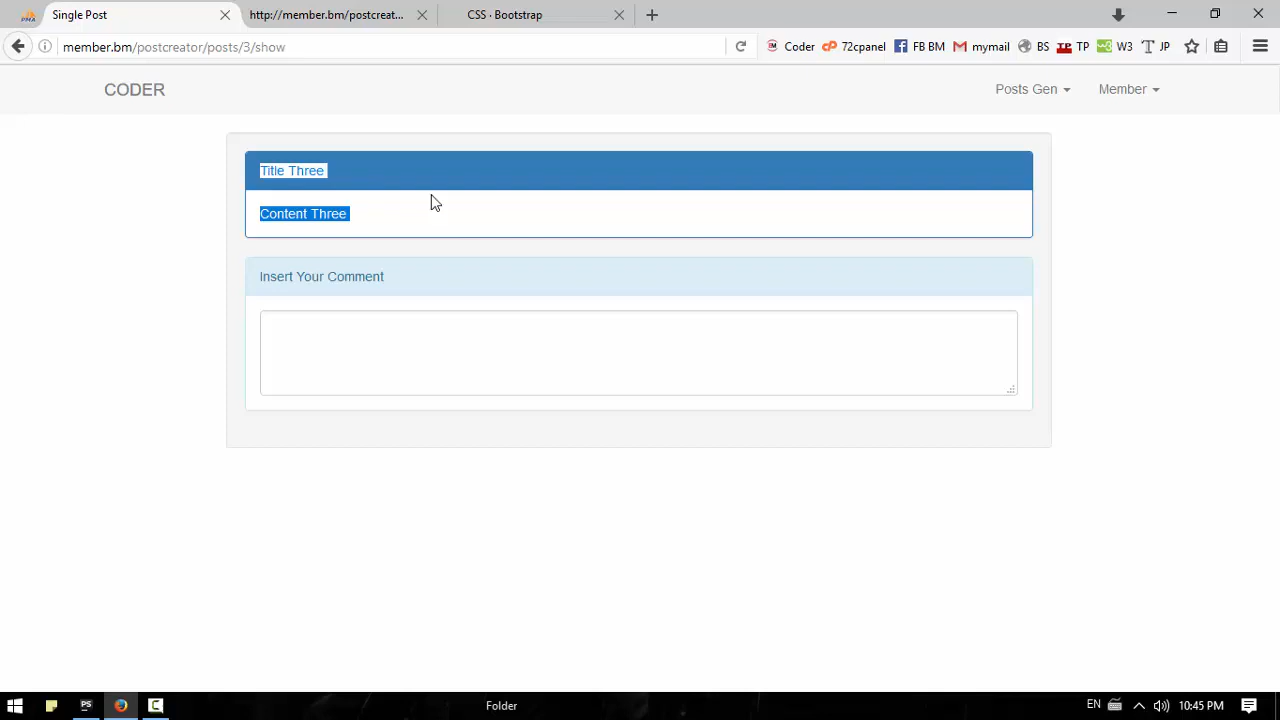 Single Post
http://member.bm/postcreat...
CSS · Bootstrap
member.bm/postcreator/posts/3/show
Coder
72cpanel
FB BM
mymail
BS
TP
W3
JP
CODER
Posts Gen
Member
Title Three
Content Three
Insert Your Comment
Folder
EN
10:45 PM